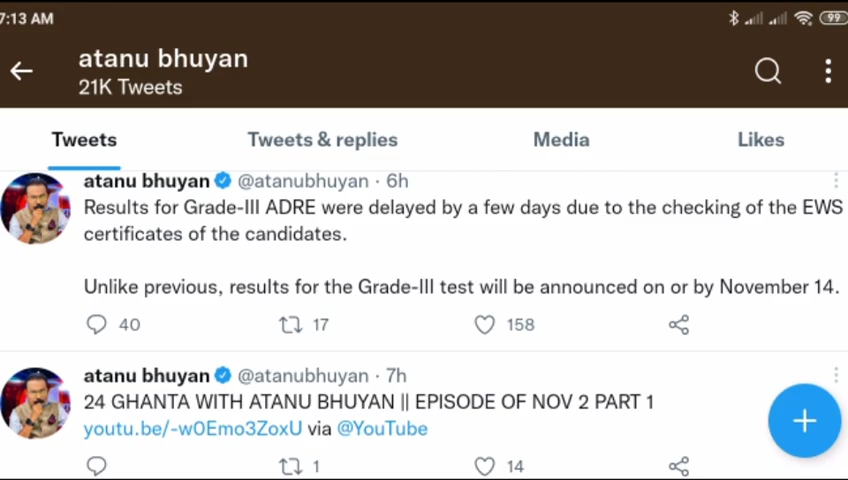 7:13 AM
99
atanu bhuyan
21K Tweets
Tweets Tweets & replies Media Likes
atanu bhuyan @atanubhuyan · 6h
Results for Grade-III ADRE were delayed by a few days due to the checking of the EWS
certificates of the candidates.
Unlike previous, results for the Grade-III test will be announced on or by November 14.
40 17 158
atanu bhuyan @atanubhuyan · 7h
24 GHANTA WITH ATANU BHUYAN || EPISODE OF NOV 2 PART 1
youtu.be/-w0Emo3ZoxU via @YouTube
1 14